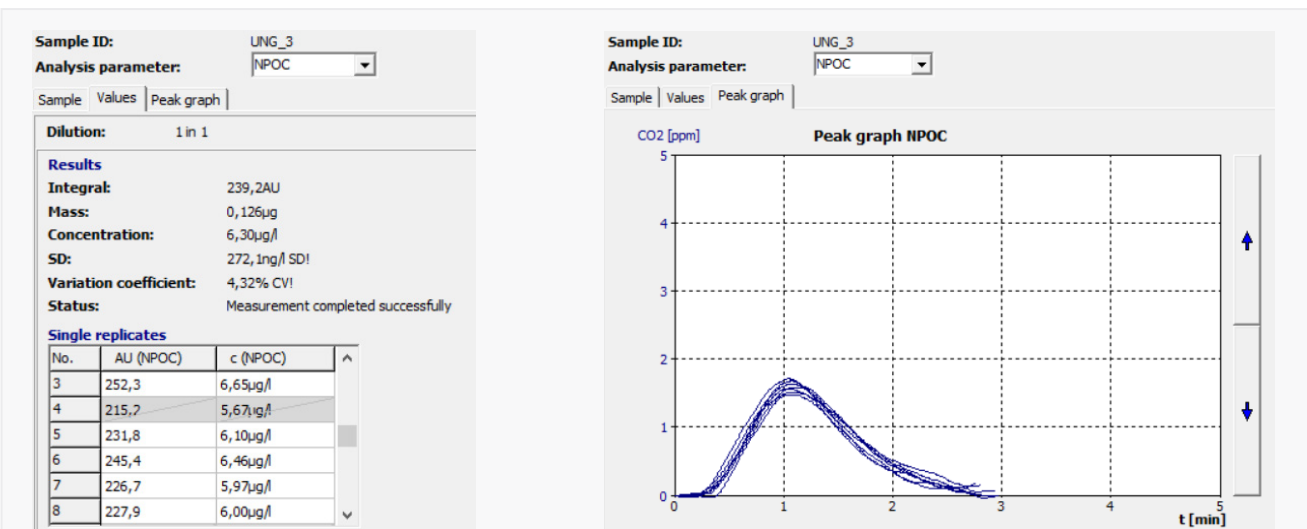 Sample ID: UNG_3
Analysis parameter: NPOC
Sample Values Peak graph
Dilution: 1 in 1
Results
Integral: 239,2AU
Mass: 0,126µg
Concentration: 6,30µg/l
SD: 272,1ng/l SD!
Variation coefficient: 4,32% CV!
Status: Measurement completed successfully
Single replicates
No. AU (NPOC) c (NPOC)
3 252,3 6,65µg/l
4 215,2 5,67µg/l
5 231,8 6,10µg/l
6 245,4 6,46µg/l
7 226,7 5,97µg/l
8 227,9 6,00µg/l
Sample ID: UNG_3
Analysis parameter: NPOC
Sample Values Peak graph
CO2 [ppm] Peak graph NPOC
5
4
3
2
1
0
0 1 2 3 4 5
t [min]